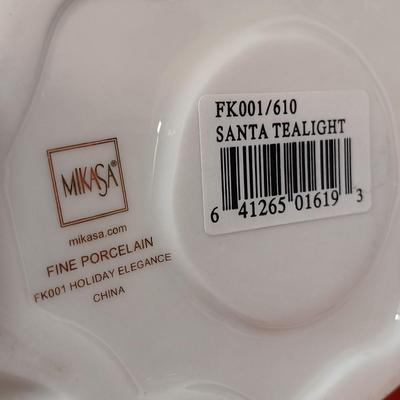 FK001/610
SANTA TEALIGHT
6 41265 01619 3
MIKASA®
mikasa.com
FINE PORCELAIN
FK001 HOLIDAY ELEGANCE
CHINA